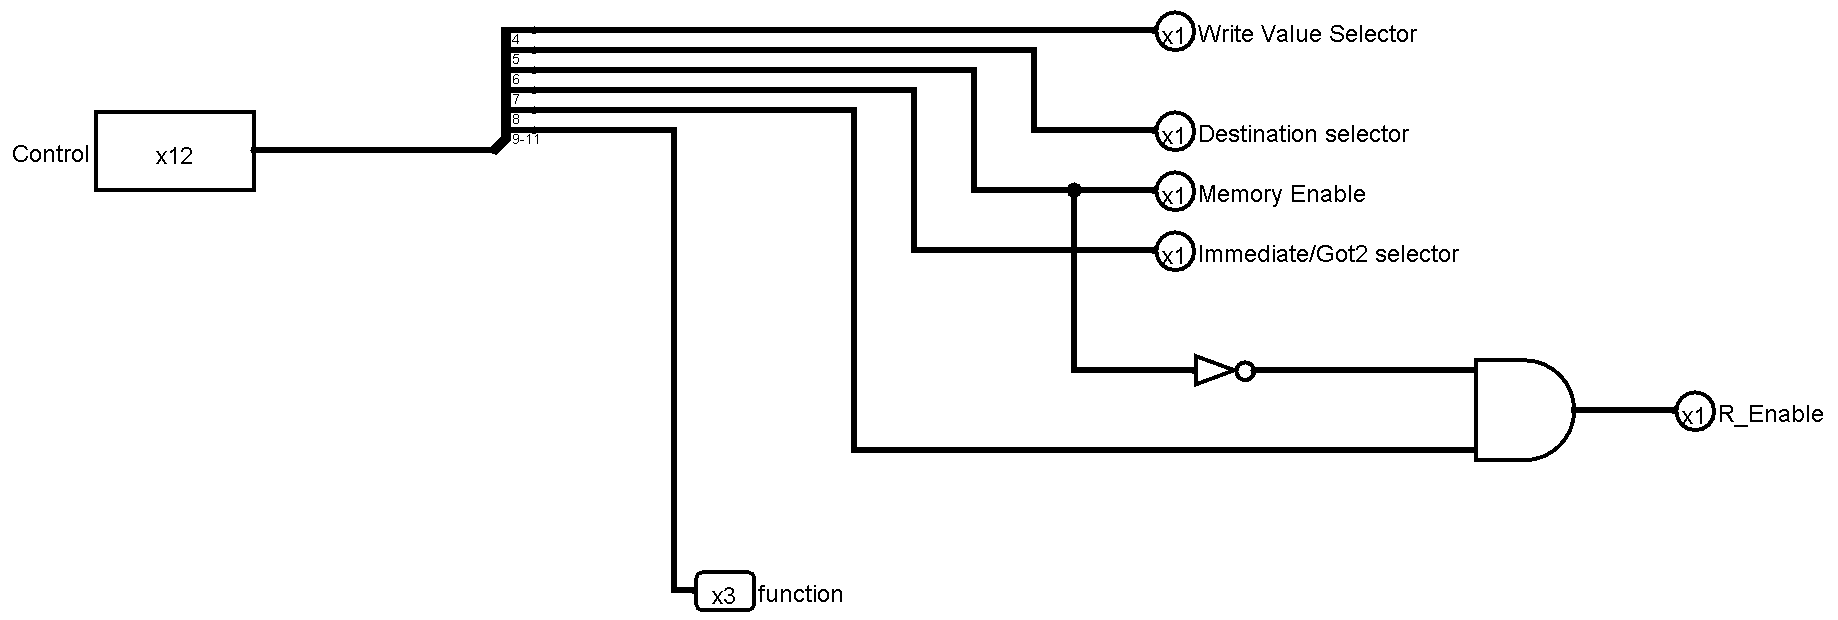 x1 Write Value Selector
4
5
6
7
8
9-11
Control x12
x1 Destination selector
x1 Memory Enable
x1 Immediate/Got2 selector
x1 R_Enable
x3 function